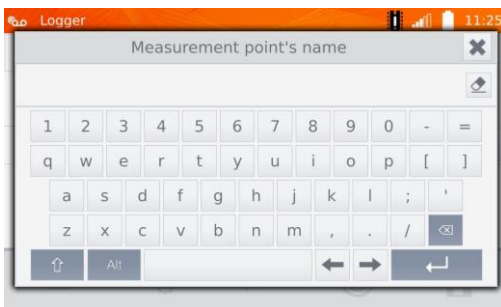 Logger 11:25
Measurement point's name
1 2 3 4 5 6 7 8 9 0 - =
q w e r t y u i o p [ ]
a s d f g h j k l ; '
z x c v b n m , . /
Alt